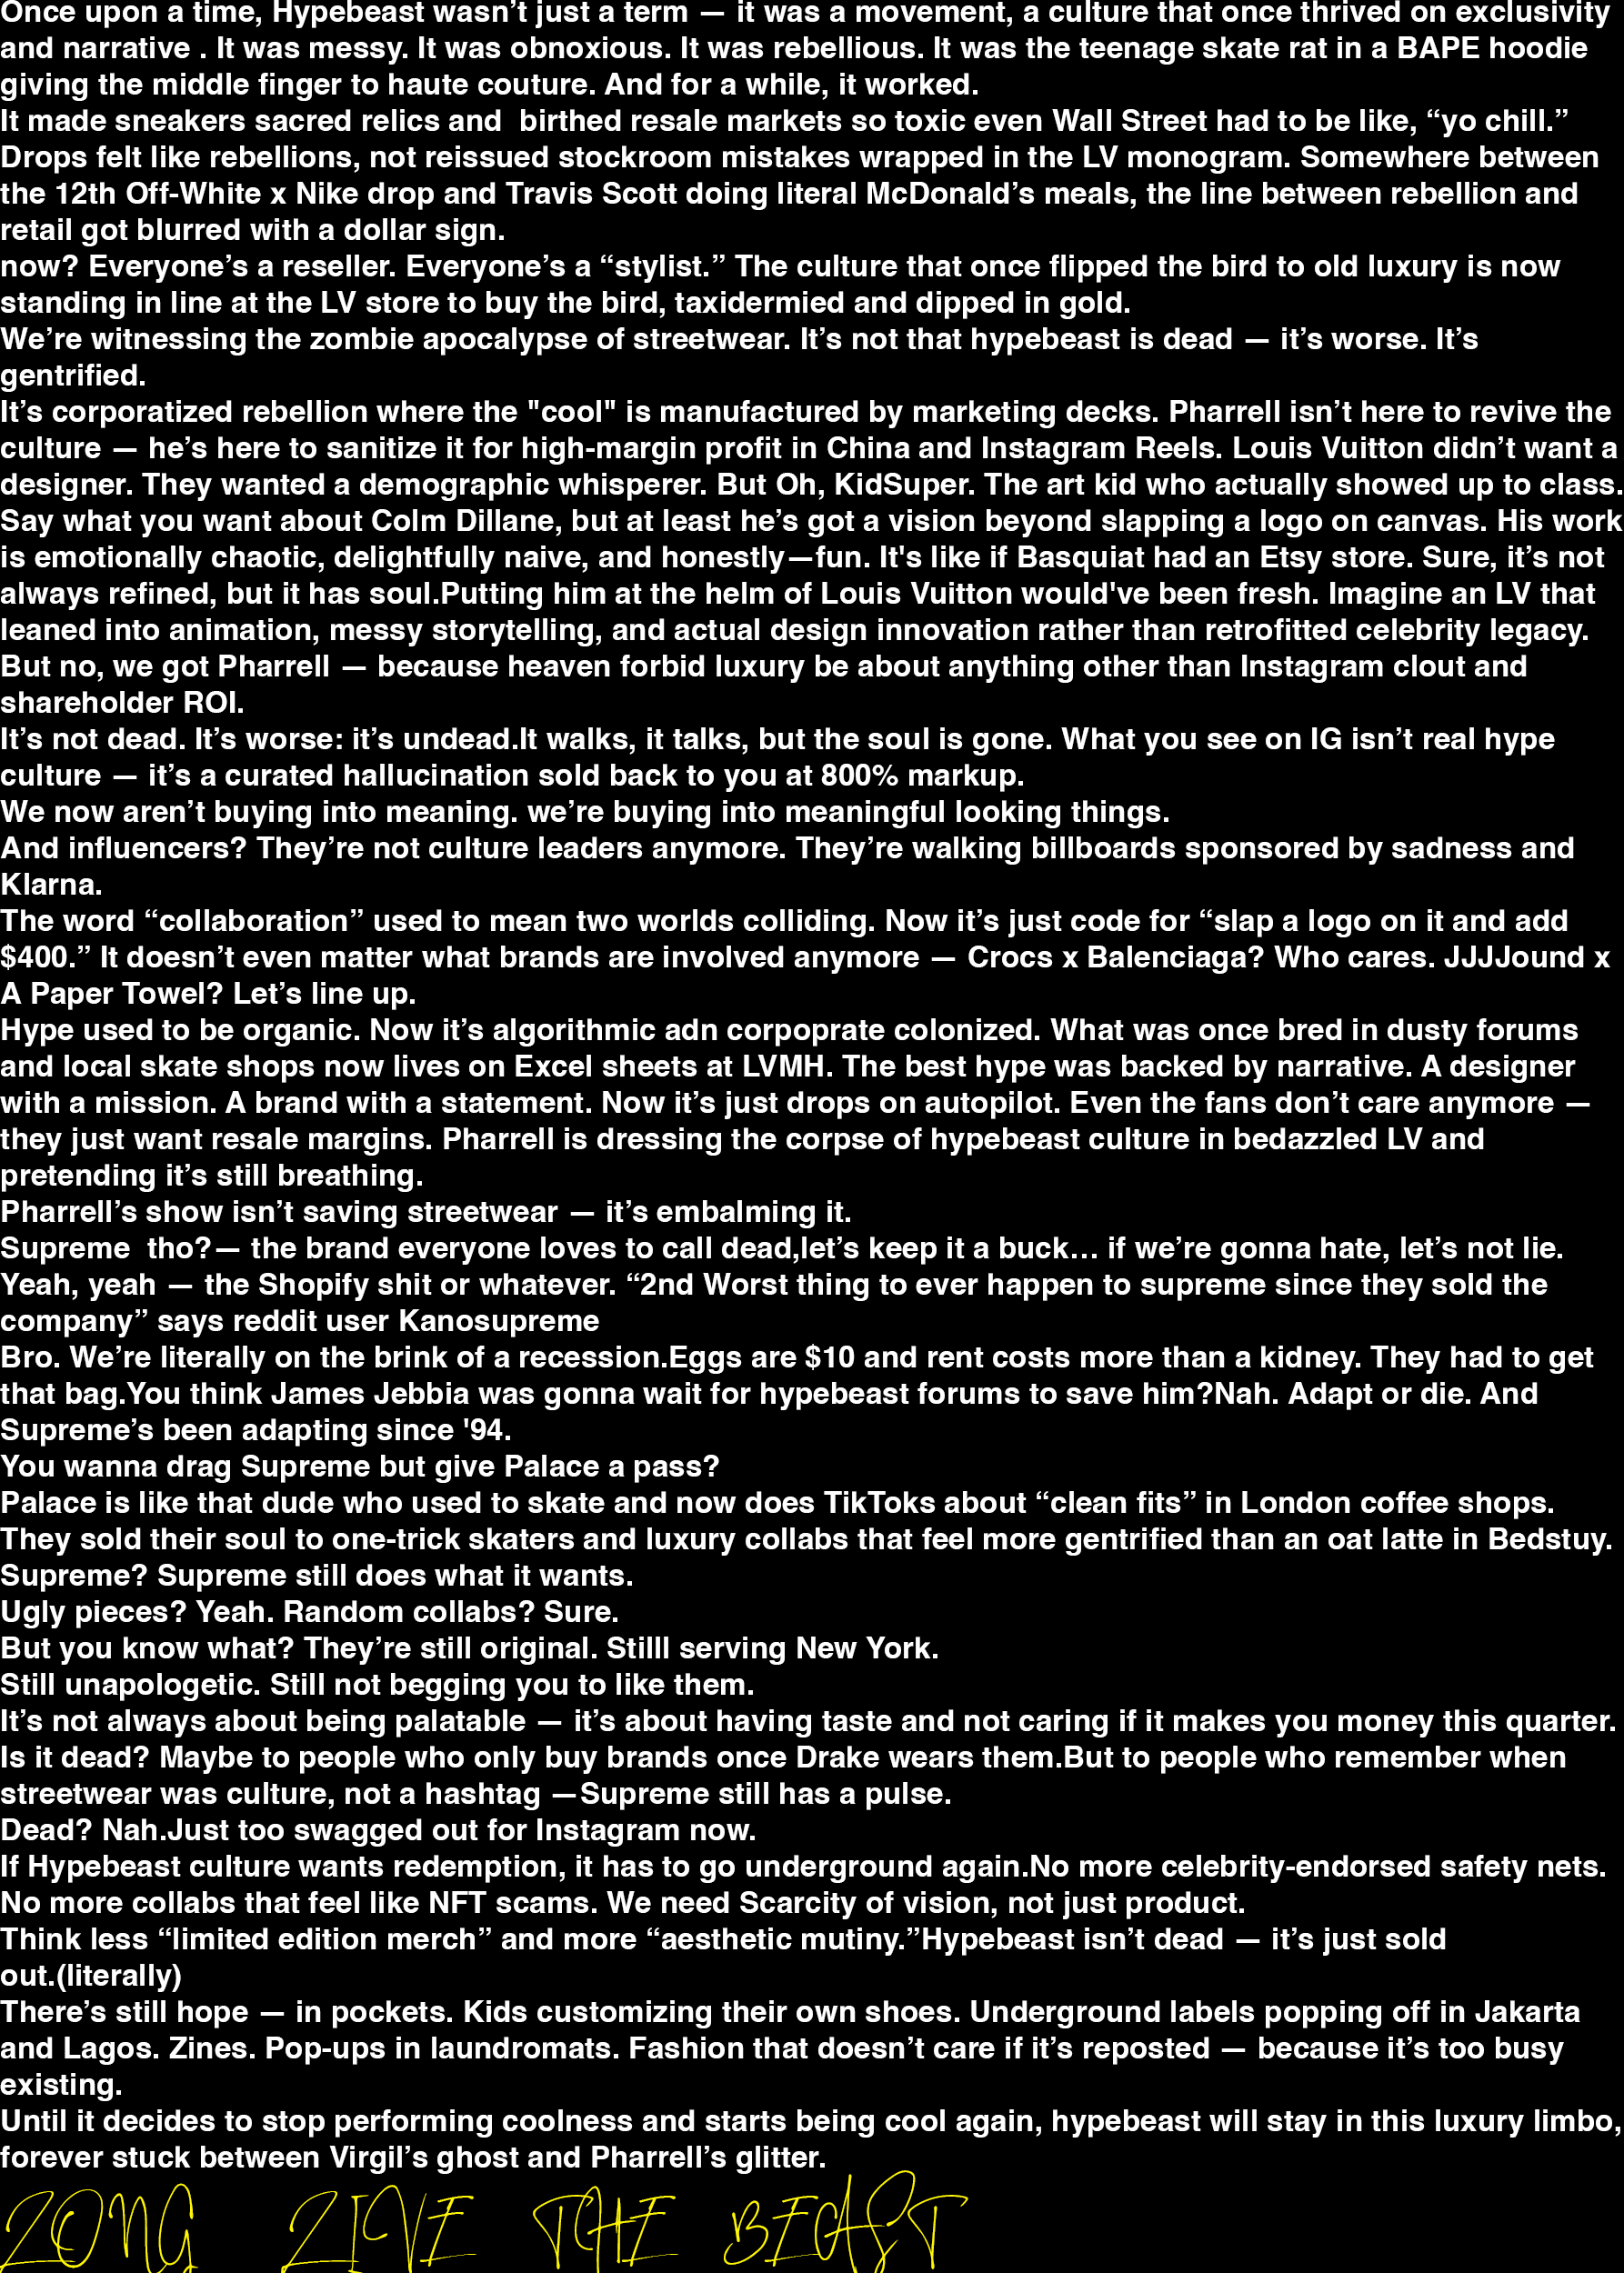 Once upon a time, Hypebeast wasn’t just a term — it was a movement, a culture that once thrived on exclusivity
and narrative . It was messy. It was obnoxious. It was rebellious. It was the teenage skate rat in a BAPE hoodie
giving the middle finger to haute couture. And for a while, it worked.
It made sneakers sacred relics and  birthed resale markets so toxic even Wall Street had to be like, “yo chill.”
Drops felt like rebellions, not reissued stockroom mistakes wrapped in the LV monogram. Somewhere between
the 12th Off-White x Nike drop and Travis Scott doing literal McDonald’s meals, the line between rebellion and
retail got blurred with a dollar sign.
now? Everyone’s a reseller. Everyone’s a “stylist.” The culture that once flipped the bird to old luxury is now
standing in line at the LV store to buy the bird, taxidermied and dipped in gold.
We’re witnessing the zombie apocalypse of streetwear. It’s not that hypebeast is dead — it’s worse. It’s
gentrified.
It’s corporatized rebellion where the "cool" is manufactured by marketing decks. Pharrell isn’t here to revive the
culture — he’s here to sanitize it for high-margin profit in China and Instagram Reels. Louis Vuitton didn’t want a
designer. They wanted a demographic whisperer. But Oh, KidSuper. The art kid who actually showed up to class.
Say what you want about Colm Dillane, but at least he’s got a vision beyond slapping a logo on canvas. His work
is emotionally chaotic, delightfully naive, and honestly—fun. It's like if Basquiat had an Etsy store. Sure, it’s not
always refined, but it has soul.Putting him at the helm of Louis Vuitton would've been fresh. Imagine an LV that
leaned into animation, messy storytelling, and actual design innovation rather than retrofitted celebrity legacy.
But no, we got Pharrell — because heaven forbid luxury be about anything other than Instagram clout and
shareholder ROI.
It’s not dead. It’s worse: it’s undead.It walks, it talks, but the soul is gone. What you see on IG isn’t real hype
culture — it’s a curated hallucination sold back to you at 800% markup.
We now aren’t buying into meaning. we’re buying into meaningful looking things.
And influencers? They’re not culture leaders anymore. They’re walking billboards sponsored by sadness and
Klarna.
The word “collaboration” used to mean two worlds colliding. Now it’s just code for “slap a logo on it and add
$400.” It doesn’t even matter what brands are involved anymore — Crocs x Balenciaga? Who cares. JJJJound x
A Paper Towel? Let’s line up.
Hype used to be organic. Now it’s algorithmic adn corpoprate colonized. What was once bred in dusty forums
and local skate shops now lives on Excel sheets at LVMH. The best hype was backed by narrative. A designer
with a mission. A brand with a statement. Now it’s just drops on autopilot. Even the fans don’t care anymore —
they just want resale margins. Pharrell is dressing the corpse of hypebeast culture in bedazzled LV and
pretending it’s still breathing.
Pharrell’s show isn’t saving streetwear — it’s embalming it.
Supreme  tho?— the brand everyone loves to call dead,let’s keep it a buck… if we’re gonna hate, let’s not lie.
Yeah, yeah — the Shopify shit or whatever. “2nd Worst thing to ever happen to supreme since they sold the
company” says reddit user Kanosupreme
Bro. We’re literally on the brink of a recession.Eggs are $10 and rent costs more than a kidney. They had to get
that bag.You think James Jebbia was gonna wait for hypebeast forums to save him?Nah. Adapt or die. And
Supreme’s been adapting since '94.
You wanna drag Supreme but give Palace a pass?
Palace is like that dude who used to skate and now does TikToks about “clean fits” in London coffee shops.
They sold their soul to one-trick skaters and luxury collabs that feel more gentrified than an oat latte in Bedstuy.
Supreme? Supreme still does what it wants.
Ugly pieces? Yeah. Random collabs? Sure.
But you know what? They’re still original. Stilll serving New York.
Still unapologetic. Still not begging you to like them.
It’s not always about being palatable — it’s about having taste and not caring if it makes you money this quarter.
Is it dead? Maybe to people who only buy brands once Drake wears them.But to people who remember when
streetwear was culture, not a hashtag —Supreme still has a pulse.
Dead? Nah.Just too swagged out for Instagram now.
If Hypebeast culture wants redemption, it has to go underground again.No more celebrity-endorsed safety nets.
No more collabs that feel like NFT scams. We need Scarcity of vision, not just product.
Think less “limited edition merch” and more “aesthetic mutiny.”Hypebeast isn’t dead — it’s just sold
out.(literally)
There’s still hope — in pockets. Kids customizing their own shoes. Underground labels popping off in Jakarta
and Lagos. Zines. Pop-ups in laundromats. Fashion that doesn’t care if it’s reposted — because it’s too busy
existing.
Until it decides to stop performing coolness and starts being cool again, hypebeast will stay in this luxury limbo,
forever stuck between Virgil’s ghost and Pharrell’s glitter.
LONG LIVE THE BEAST